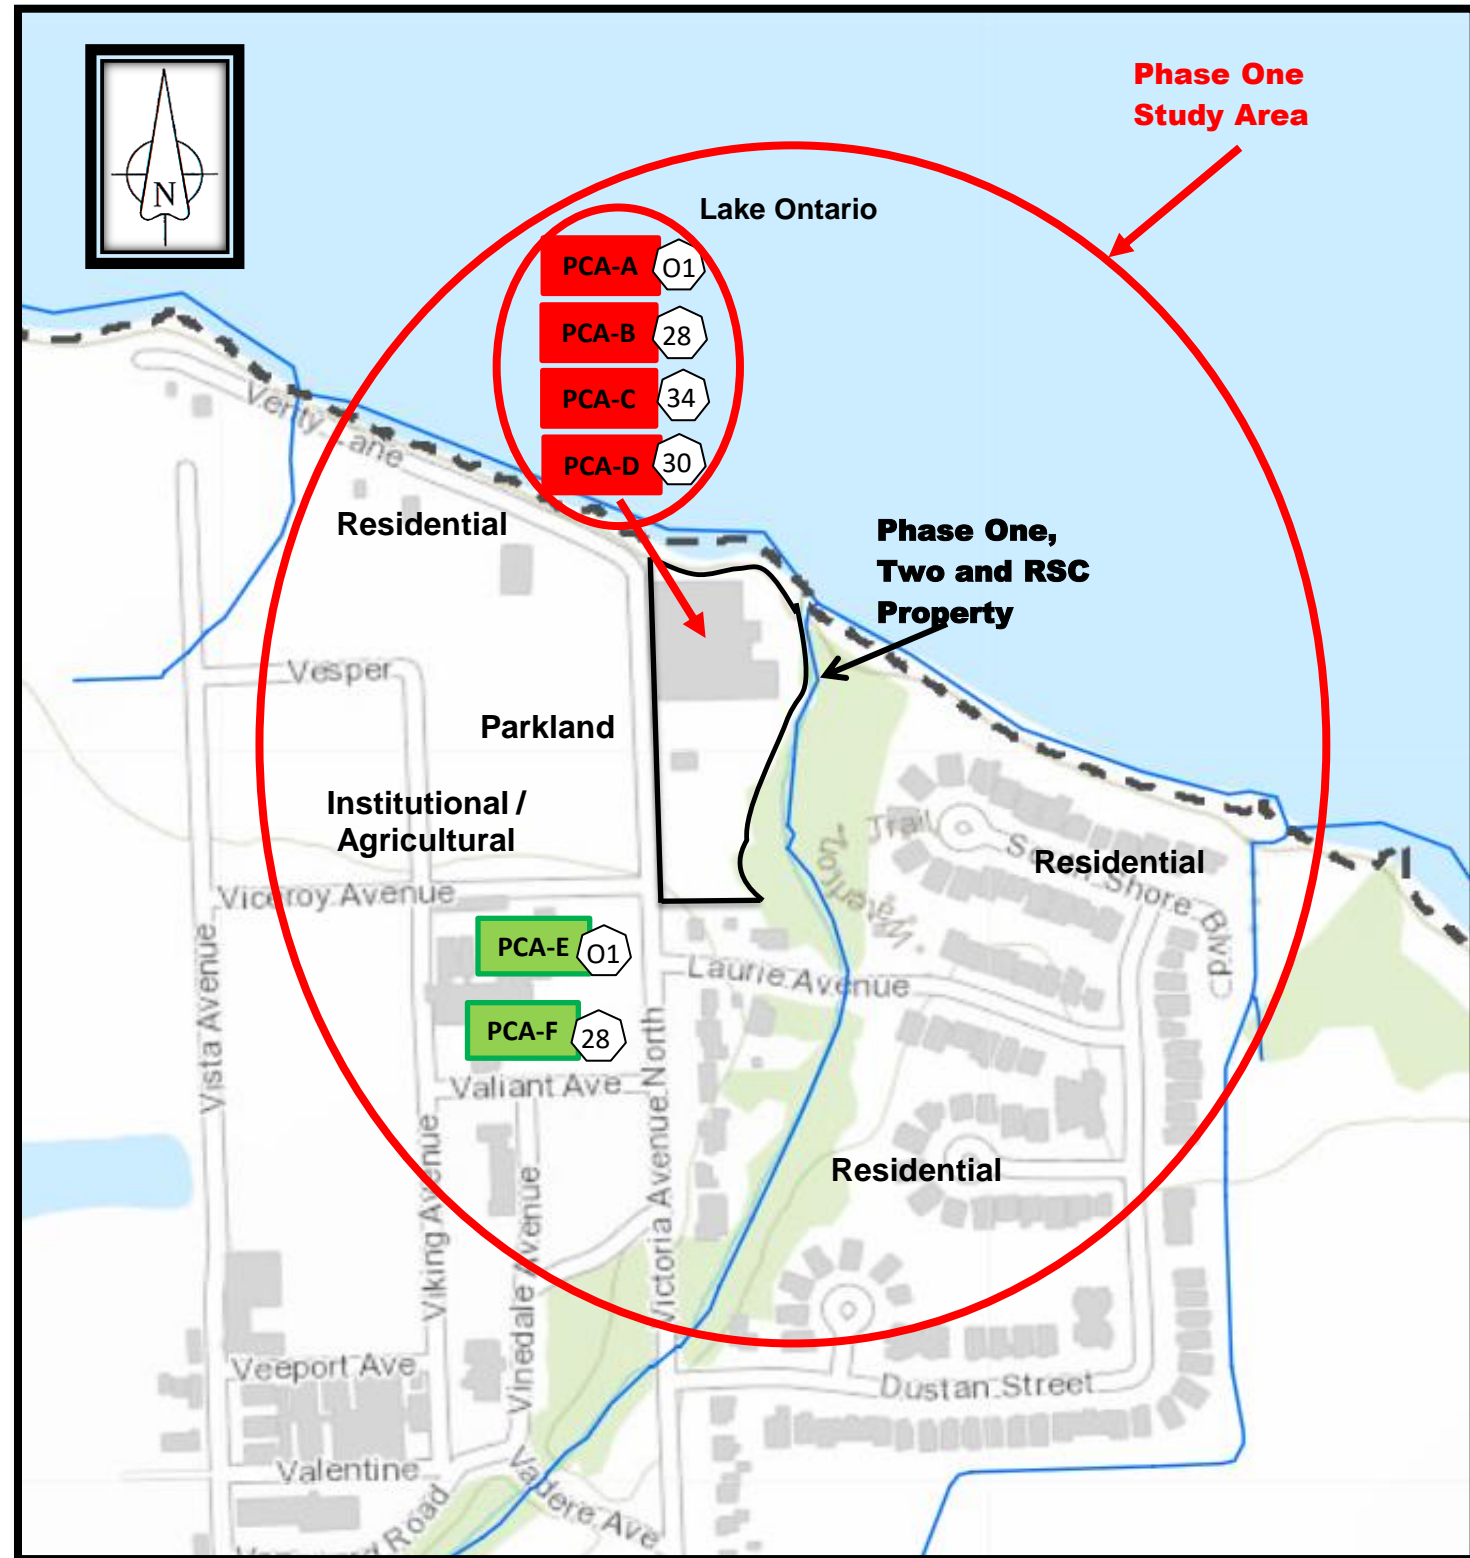 Phase One
Study Area
N
Lake Ontario
PCA-A O1
PCA-B 28
PCA-C 34
PCA-D 30
Verity Lane
Residential
Phase One,
Two and RSC
Property
Vesper
Parkland
Institutional /
Agricultural
Trail
Waterfront
Residential
Shore Blvd
Viceroy Avenue
PCA-E O1
Laurie Avenue
PCA-F 28
Vista Avenue
Valiant Ave
Victoria Avenue North
Viking Avenue
Vinedale Avenue
Residential
Veeport Ave
Dustan Street
Valentine
Vadere Ave
Road